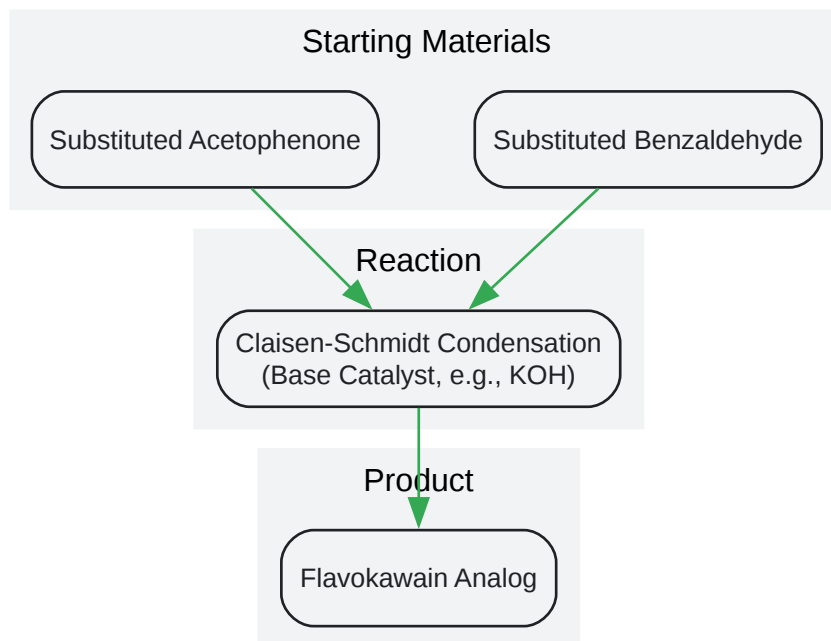 Starting Materials
Substituted Acetophenone
Substituted Benzaldehyde
Reaction
Claisen-Schmidt Condensation
(Base Catalyst, e.g., KOH)
Product
Flavokawain Analog